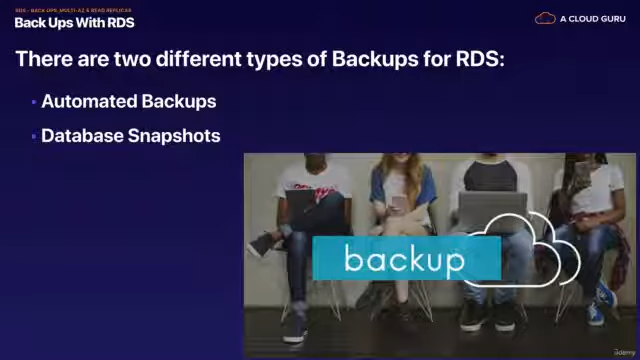 RDS - BACK UPS, MULTI-AZ & READ REPLICAS
Back Ups With RDS
A CLOUD GURU
There are two different types of Backups for RDS:
• Automated Backups
• Database Snapshots
backup
ûdemy